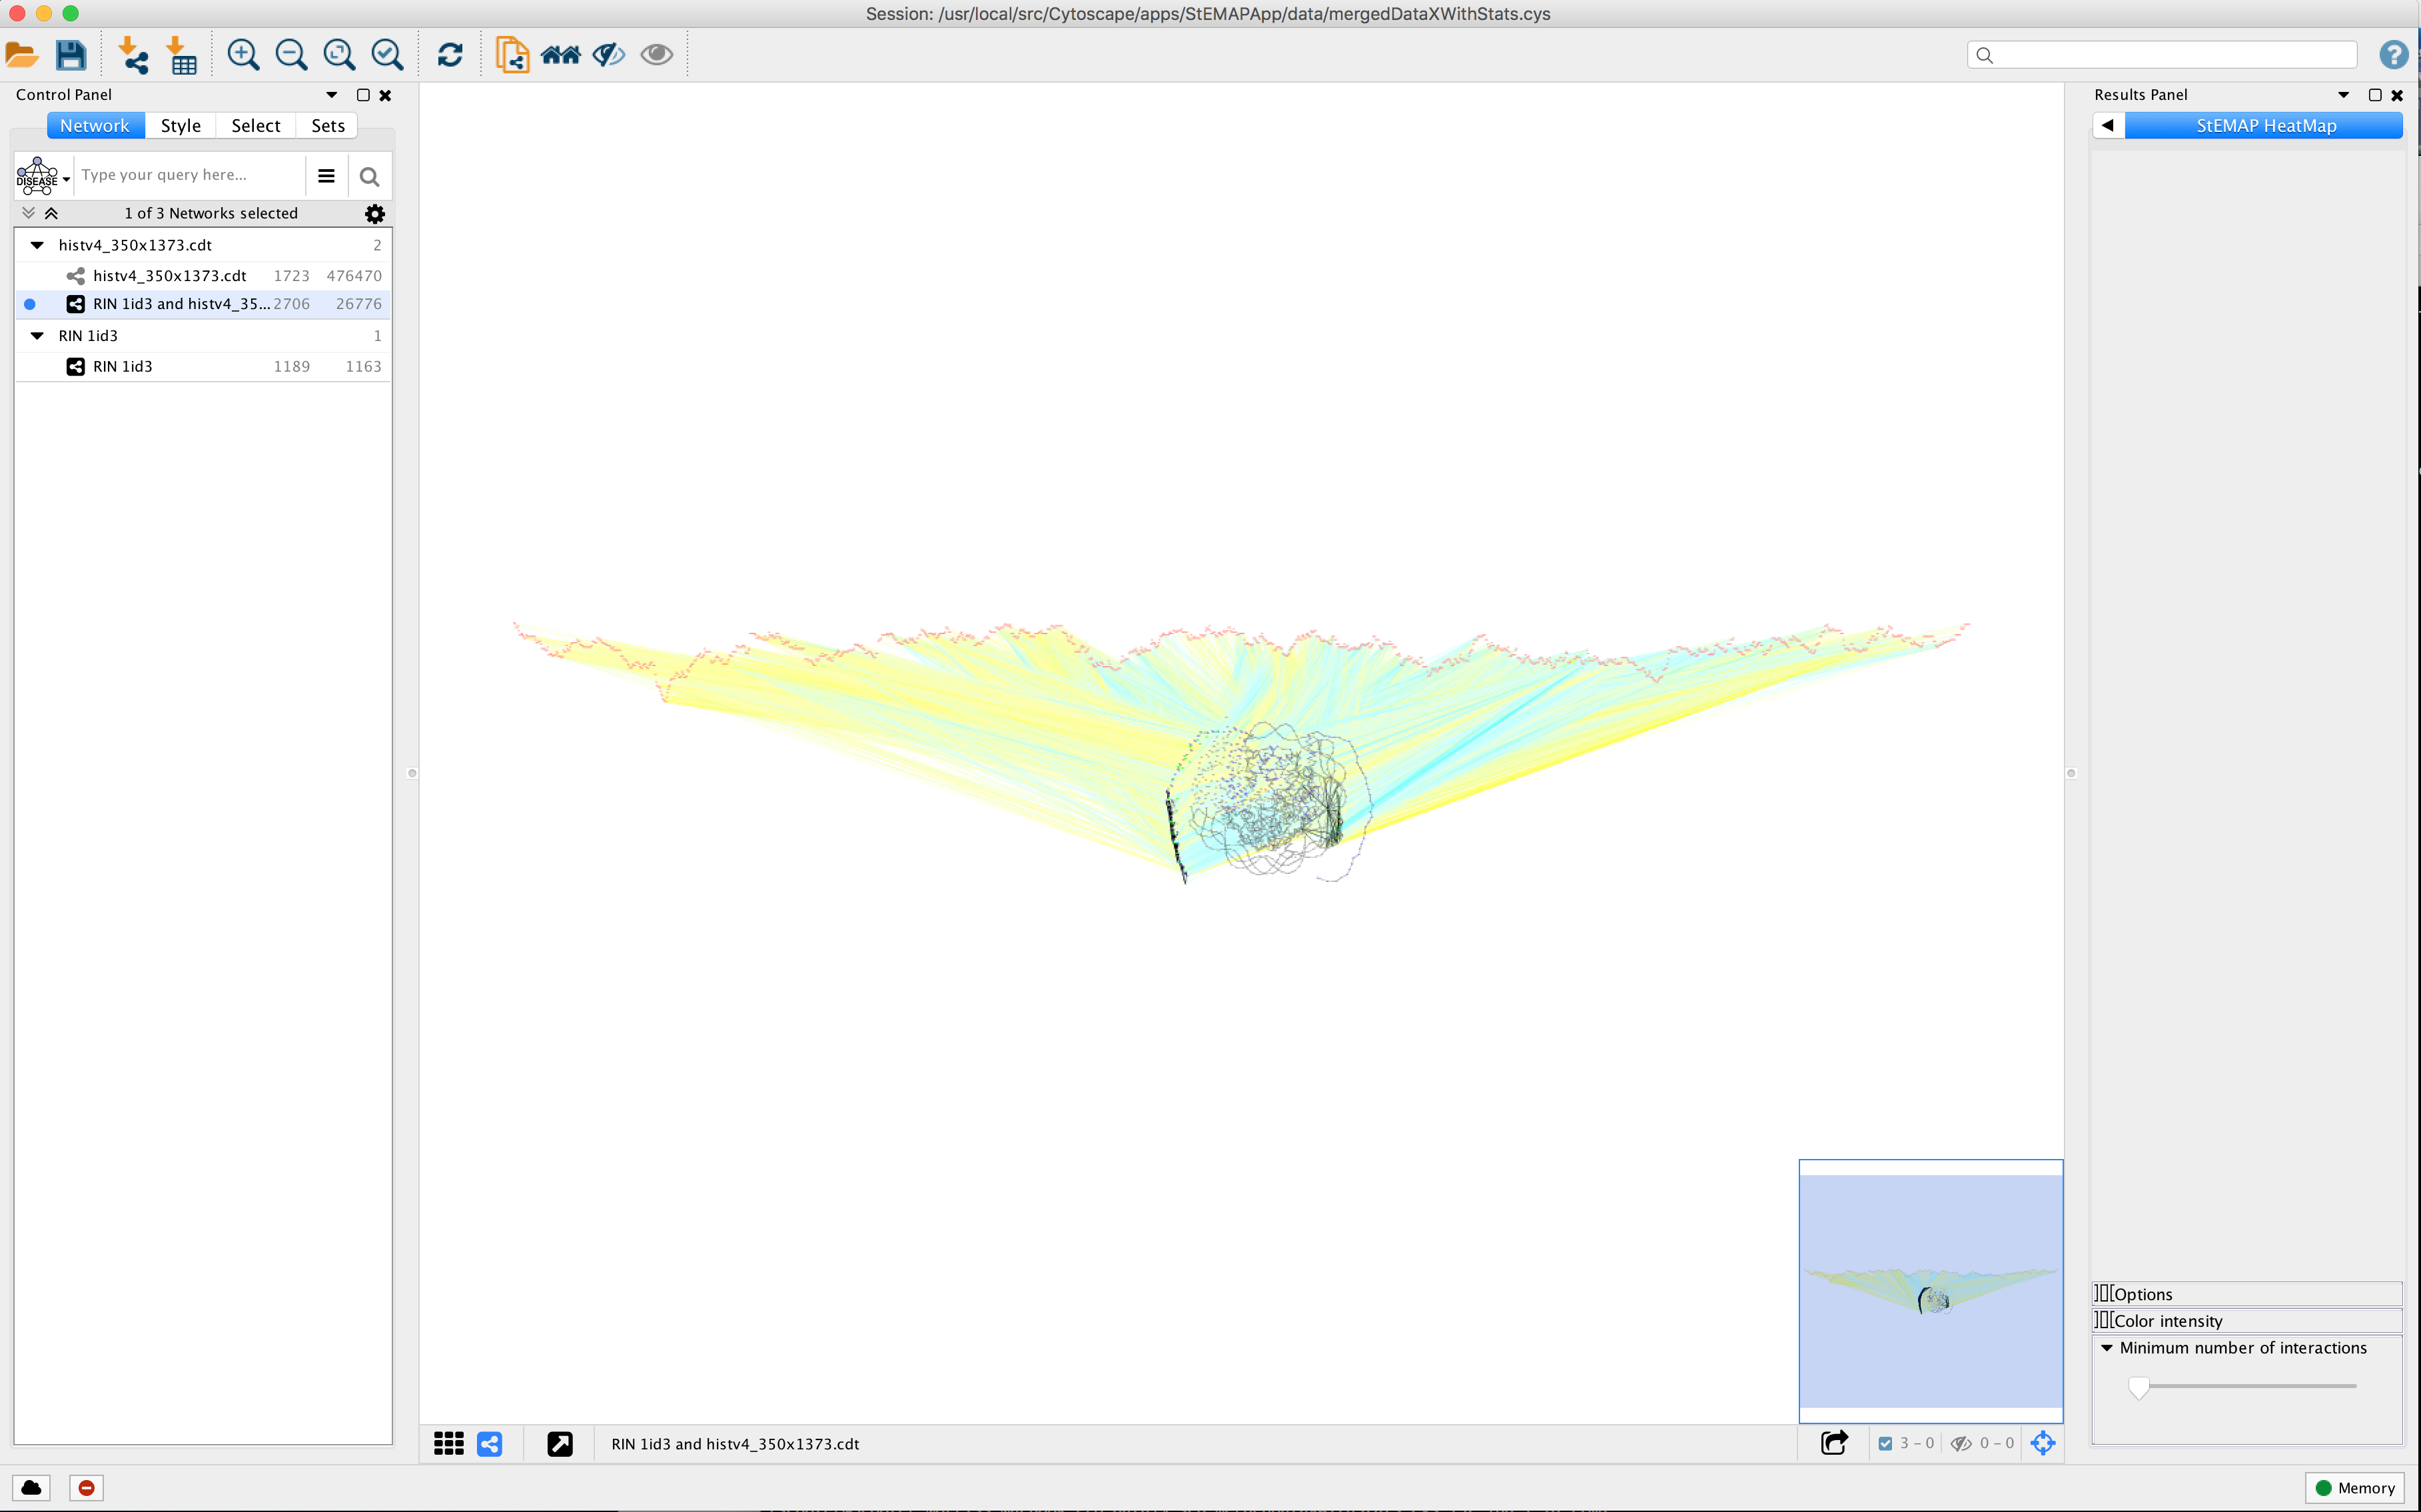 Session: /usr/local/src/Cytoscape/apps/StEMAPApp/data/mergedDataXWithStats.cys
Control Panel
Network Style Select Sets
DISEASE Type your query here...
1 of 3 Networks selected
histv4_350x1373.cdt 2
histv4_350x1373.cdt 1723 476470
RIN 1id3 and histv4_35... 2706 26776
RIN 1id3 1
RIN 1id3 1189 1163
Results Panel
StEMAP HeatMap
Options
Color intensity
Minimum number of interactions
RIN 1id3 and histv4_350x1373.cdt
3 - 0
0 - 0
Memory